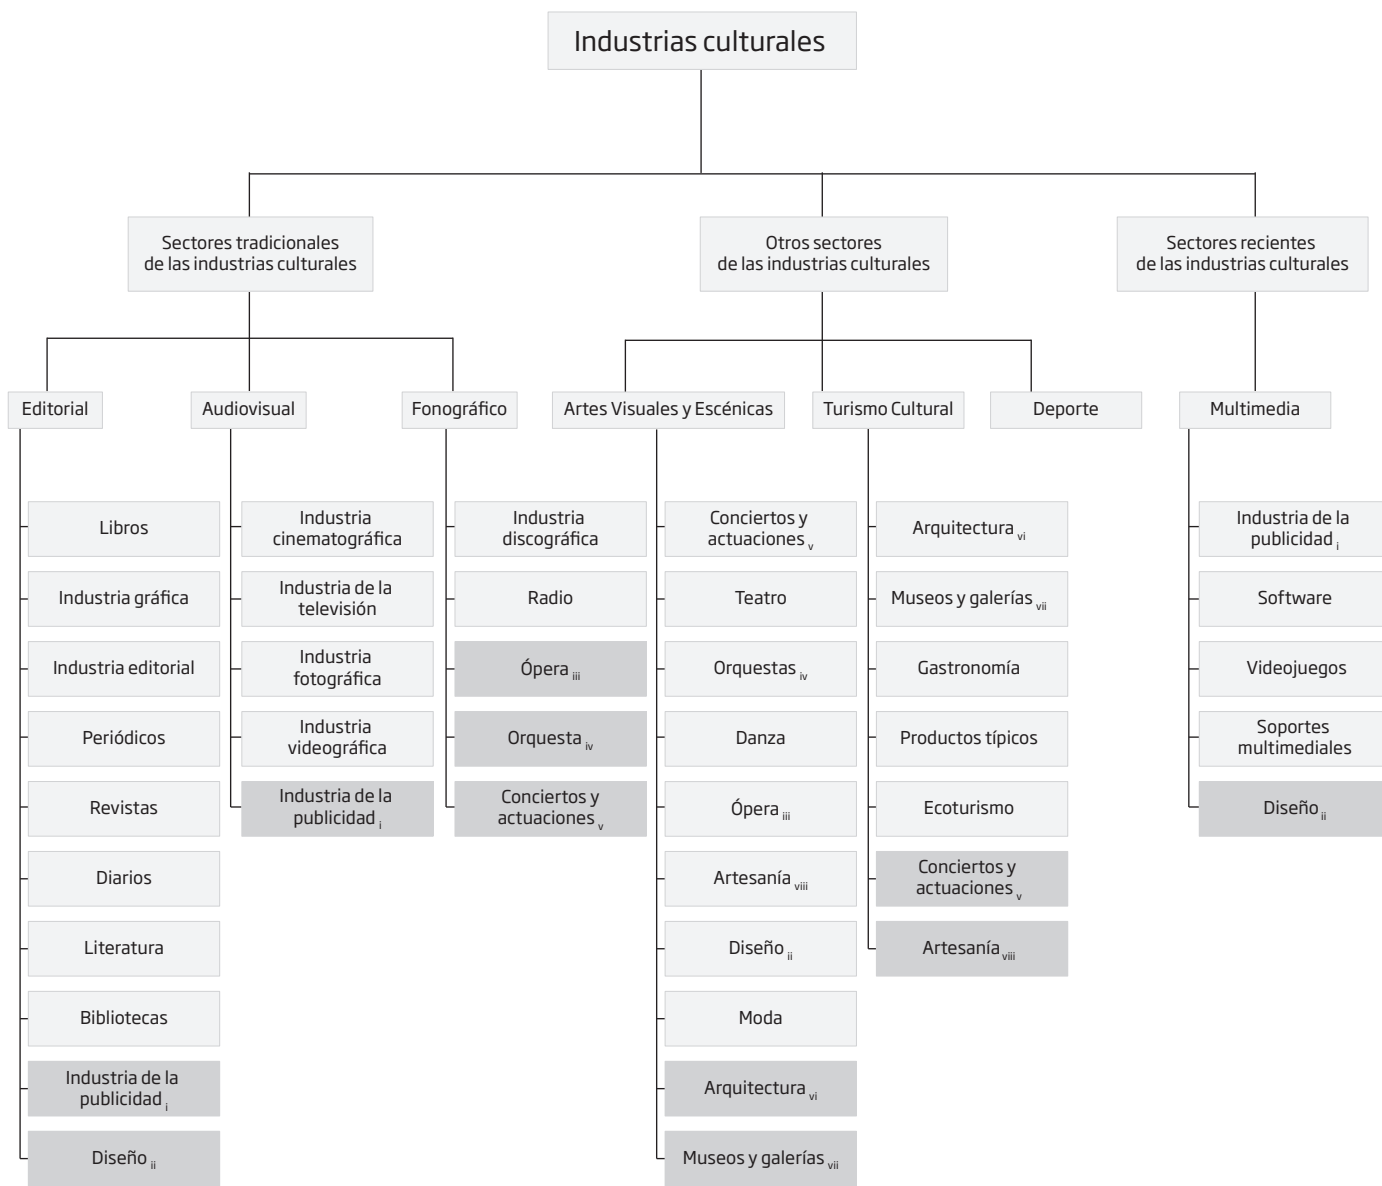 Industrias culturales
Sectores tradicionales
de las industrias culturales
Otros sectores
de las industrias culturales
Sectores recientes
de las industrias culturales
Editorial
Audiovisual
Fonográfico
Artes Visuales y Escénicas
Turismo Cultural
Deporte
Multimedia
Libros
Industria gráfica
Industria editorial
Periódicos
Revistas
Diarios
Literatura
Bibliotecas
Industria de la
publicidad i
Diseño ii
Industria
cinematográfica
Industria de la
televisión
Industria
fotográfica
Industria
videográfica
Industria de la
publicidad i
Industria
discográfica
Radio
Ópera iii
Orquesta iv
Conciertos y
actuaciones v
Conciertos y
actuaciones v
Teatro
Orquestas iv
Danza
Ópera iii
Artesanía viii
Diseño ii
Moda
Arquitectura vi
Museos y galerías vii
Arquitectura vi
Museos y galerías vii
Gastronomía
Productos típicos
Ecoturismo
Conciertos y
actuaciones v
Artesanía viii
Industria de la
publicidad i
Software
Videojuegos
Soportes
multimediales
Diseño ii